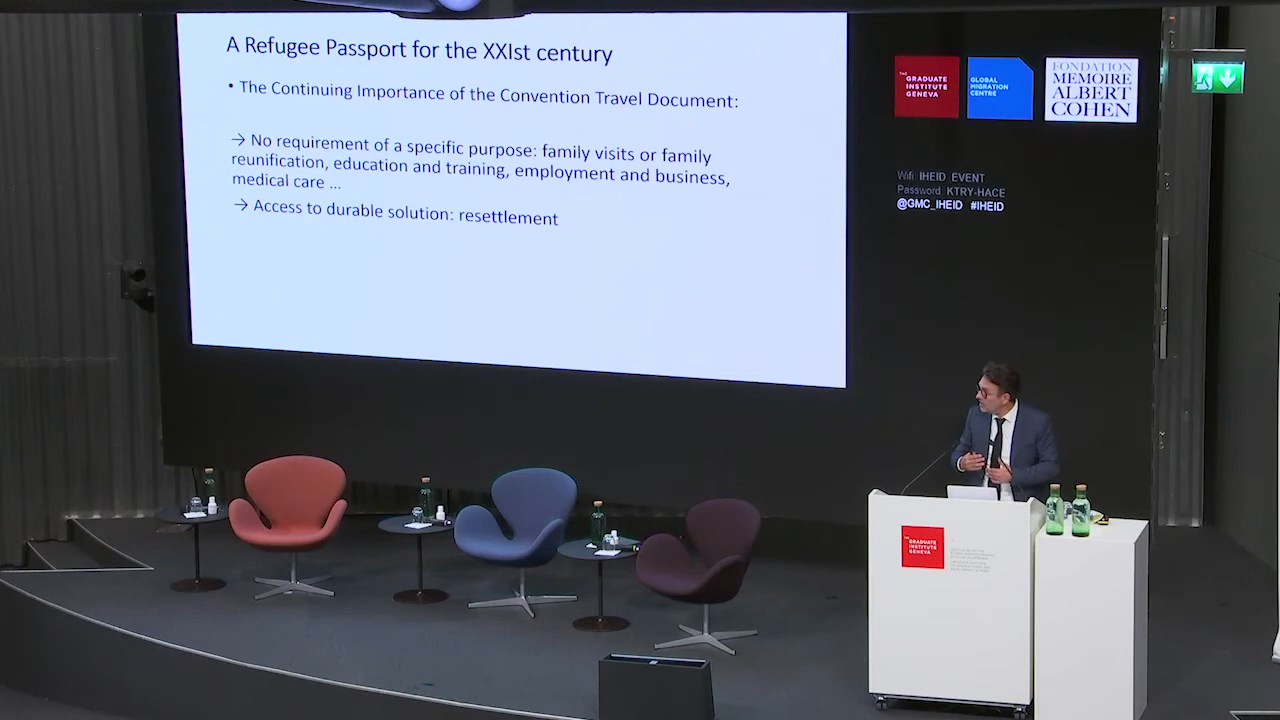 A Refugee Passport for the XXIst century
• The Continuing Importance of the Convention Travel Document:
→ No requirement of a specific purpose: family visits or family
reunification, education and training, employment and business,
medical care ...
→ Access to durable solution: resettlement
THE
GRADUATE
INSTITUTE
GENEVA
GLOBAL
MIGRATION
CENTRE
FONDATION
MEMOIRE
ALBERT
COHEN
Wifi: IHEID_EVENT
Password: KTRY-HACE
@GMC_IHEID #IHEID
THE
GRADUATE
INSTITUTE
GENEVA